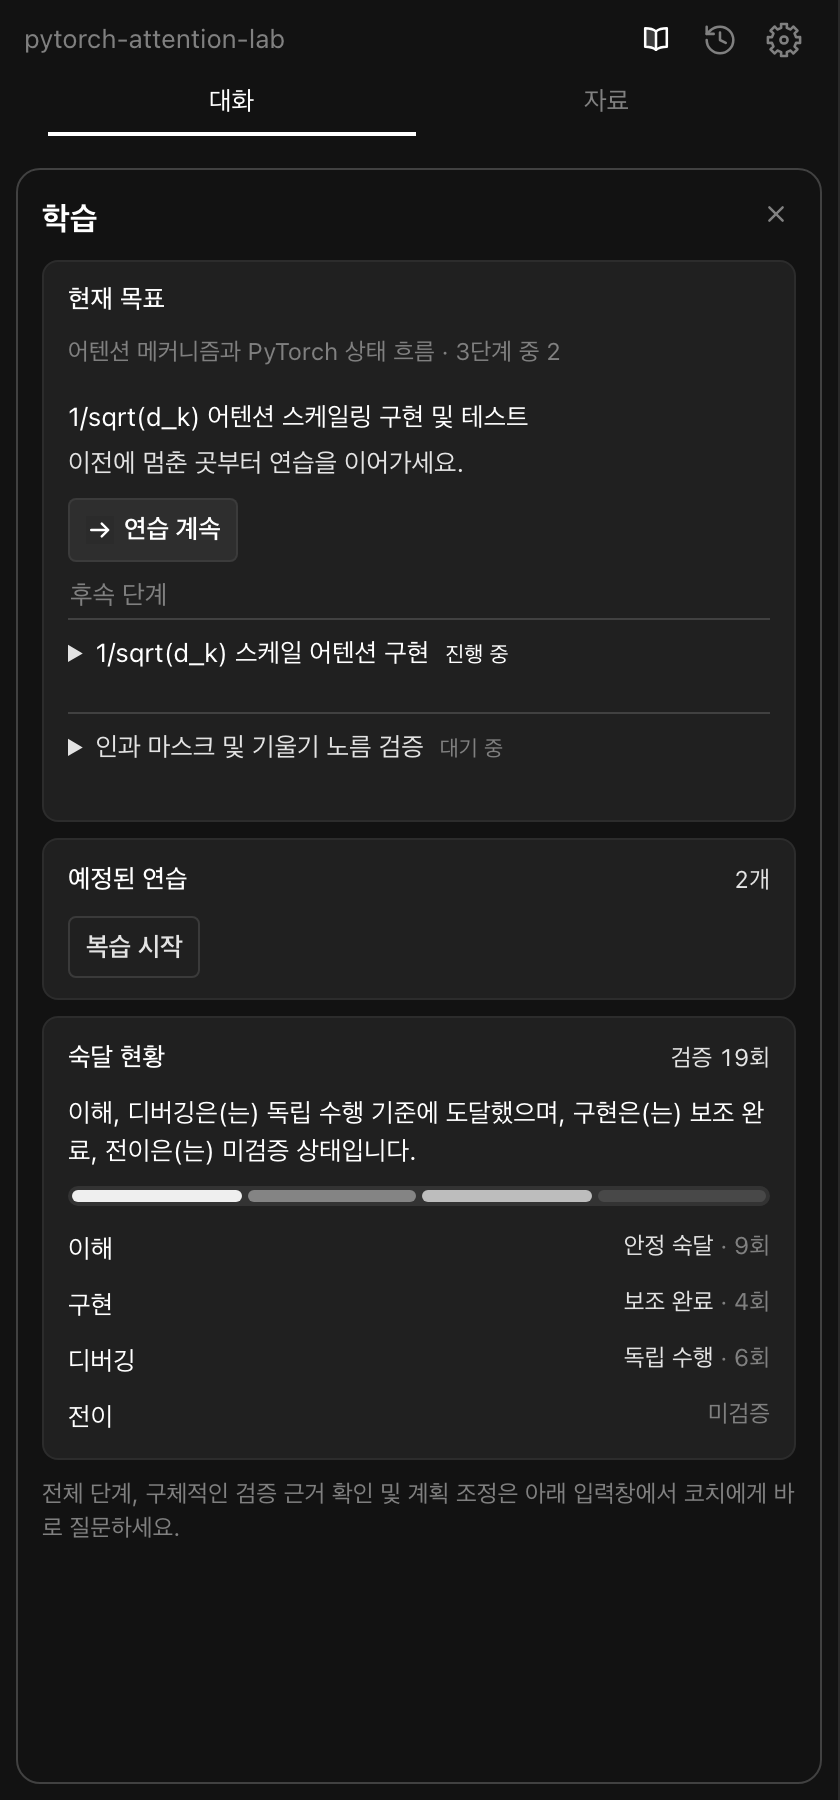 pytorch-attention-lab
대화
자료
학습
현재 목표
어텐션 메커니즘과 PyTorch 상태 흐름 · 3단계 중 2
1/sqrt(d_k) 어텐션 스케일링 구현 및 테스트
이전에 멈춘 곳부터 연습을 이어가세요.
→ 연습 계속
후속 단계
▶ 1/sqrt(d_k) 스케일 어텐션 구현 진행 중
▶ 인과 마스크 및 기울기 노름 검증 대기 중
예정된 연습 2개
복습 시작
숙달 현황 검증 19회
이해, 디버깅은(는) 독립 수행 기준에 도달했으며, 구현은(는) 보조 완
료, 전이은(는) 미검증 상태입니다.
이해 안정 숙달 · 9회
구현 보조 완료 · 4회
디버깅 독립 수행 · 6회
전이 미검증
전체 단계, 구체적인 검증 근거 확인 및 계획 조정은 아래 입력창에서 코치에게 바
로 질문하세요.